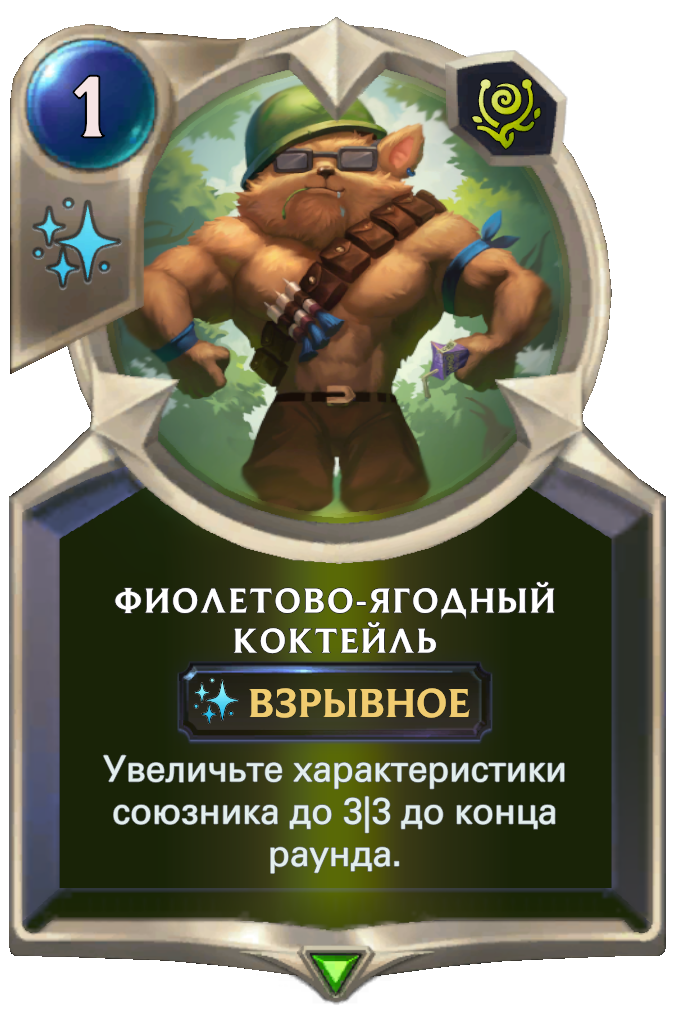 1
ФИОЛЕТОВО-ЯГОДНЫЙ
КОКТЕЙЛЬ
ВЗРЫВНОЕ
Увеличьте характеристики
союзника до 3|3 до конца
раунда.